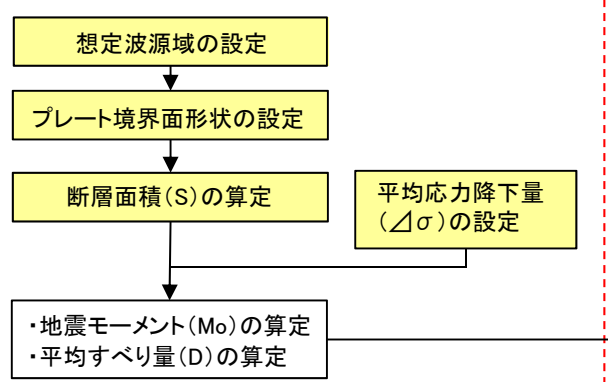 想定波源域の設定
プレート境界面形状の設定
断層面積(S)の算定
平均応力降下量
(⊿σ)の設定
・地震モーメント(Mo)の算定
・平均すべり量(D)の算定